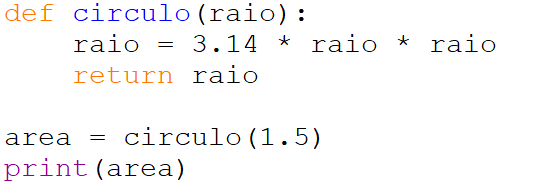 def circulo(raio):
    raio = 3.14 * raio * raio
    return raio

area = circulo(1.5)
print(area)